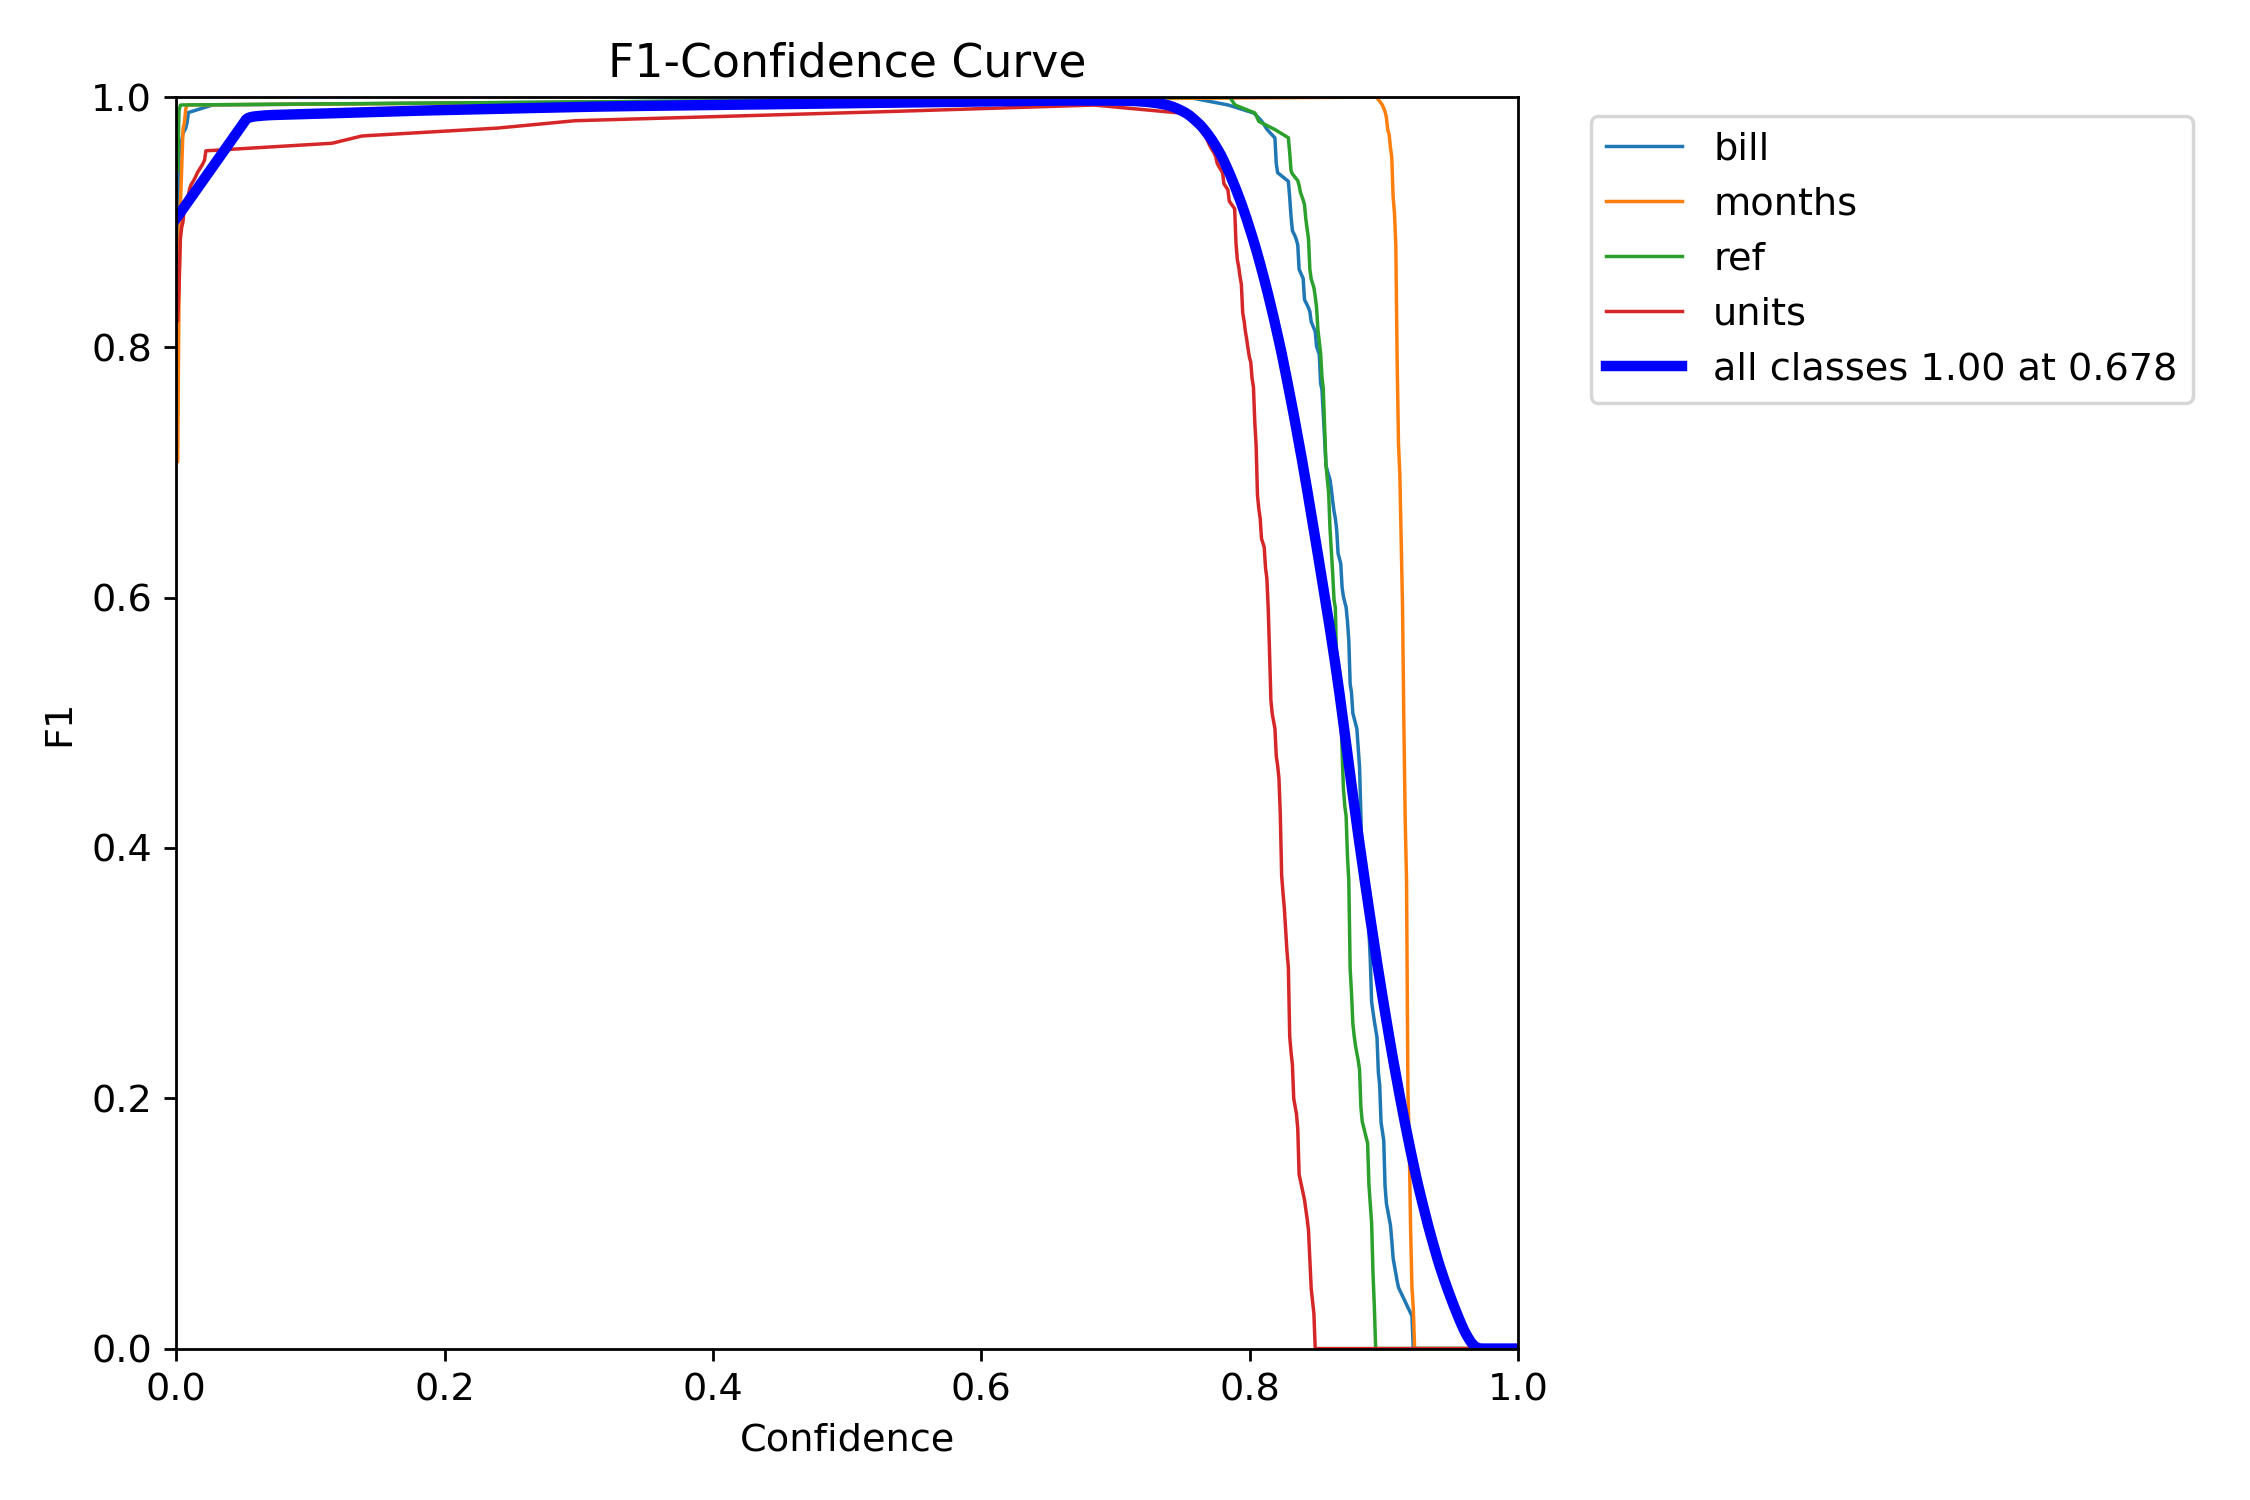 F1-Confidence Curve
1.0
0.8
0.6
0.4
0.2
0.0
F1
0.0 0.2 0.4 0.6 0.8 1.0
Confidence
bill
months
ref
units
all classes 1.00 at 0.678